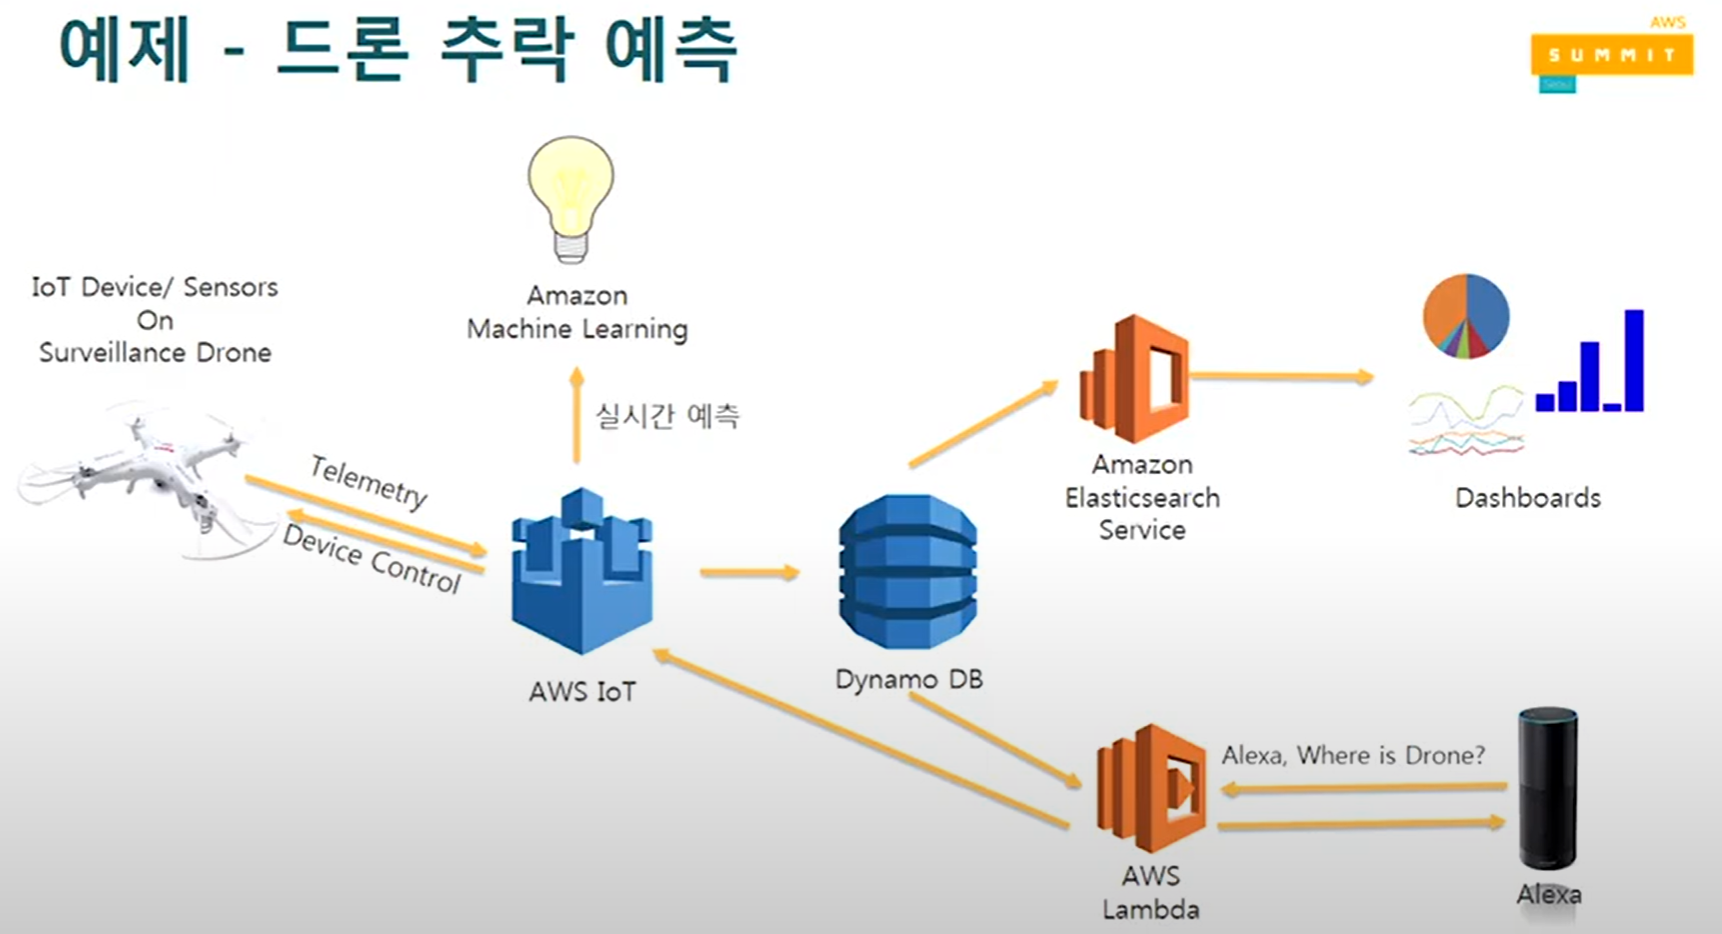 예제 - 드론 추락 예측
AWS
SUMMIT
Seoul
IoT Device/ Sensors
On
Surveillance Drone
Amazon
Machine Learning
실시간 예측
Telemetry
Device Control
AWS IoT
Dynamo DB
Amazon
Elasticsearch
Service
Dashboards
Alexa, Where is Drone?
AWS
Lambda
Alexa